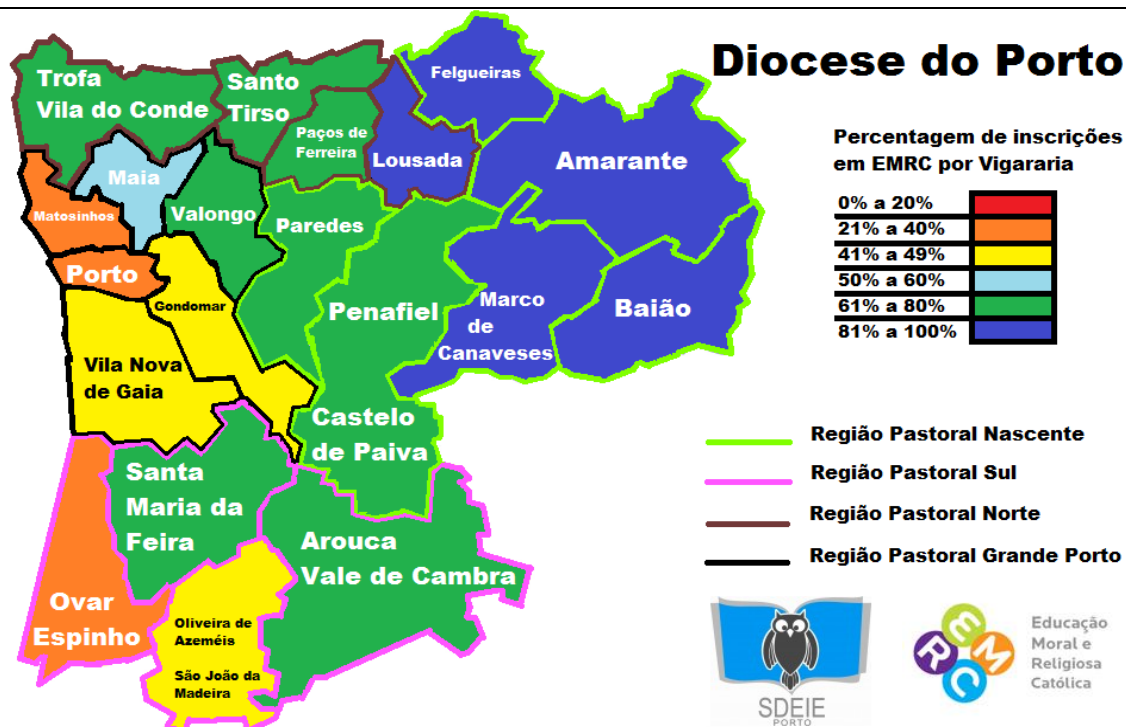 Diocese do Porto
Trofa
Vila do Conde
Santo
Tirso
Paços de
Ferreira
Lousada
Felgueiras
Amarante
Maia
Matosinhos
Valongo
Paredes
Porto
Gondomar
Penafiel
Marco
de
Canaveses
Baião
Vila Nova
de Gaia
Castelo
de Paiva
Santa
Maria da
Feira
Arouca
Vale de Cambra
Ovar
Espinho
Oliveira de
Azeméis
São João da
Madeira
Percentagem de inscrições
em EMRC por Vigararia
0% a 20%
21% a 40%
41% a 49%
50% a 60%
61% a 80%
81% a 100%
Região Pastoral Nascente
Região Pastoral Sul
Região Pastoral Norte
Região Pastoral Grande Porto
SDEIE
PORTO
EMRC
Educação
Moral e
Religiosa
Católica